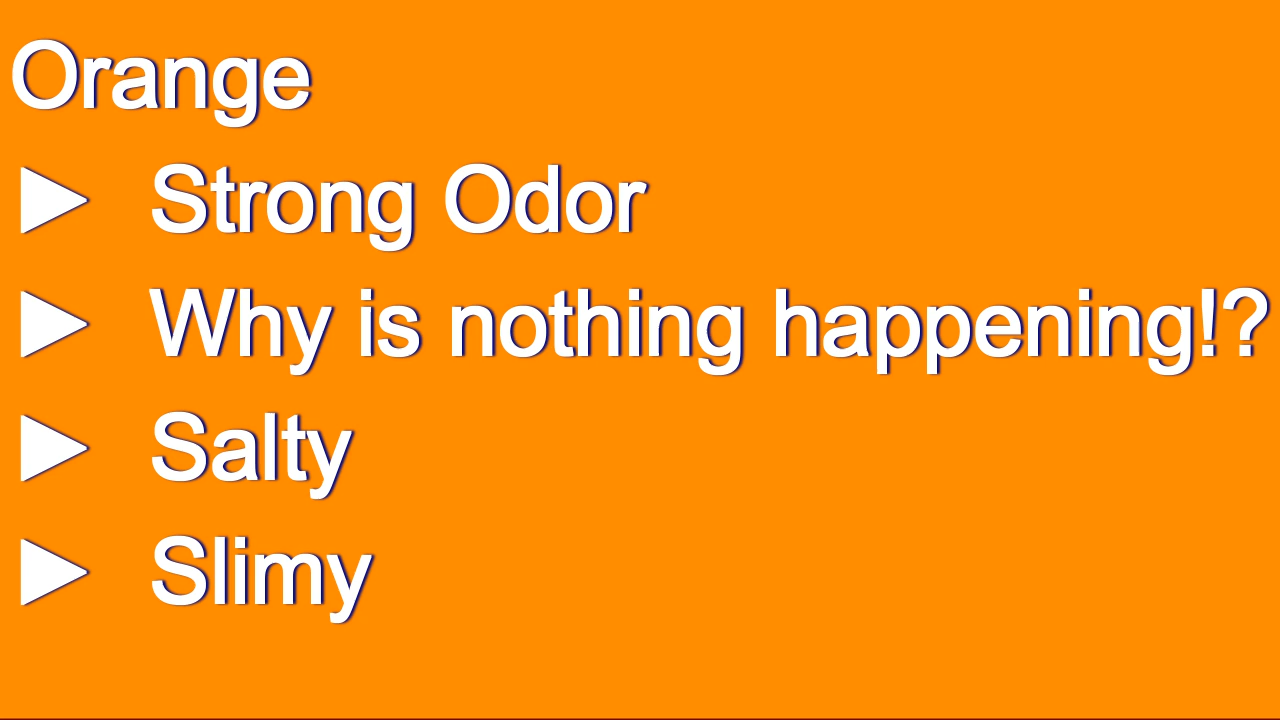 Orange
► Strong Odor
► Why is nothing happening!?
► Salty
► Slimy